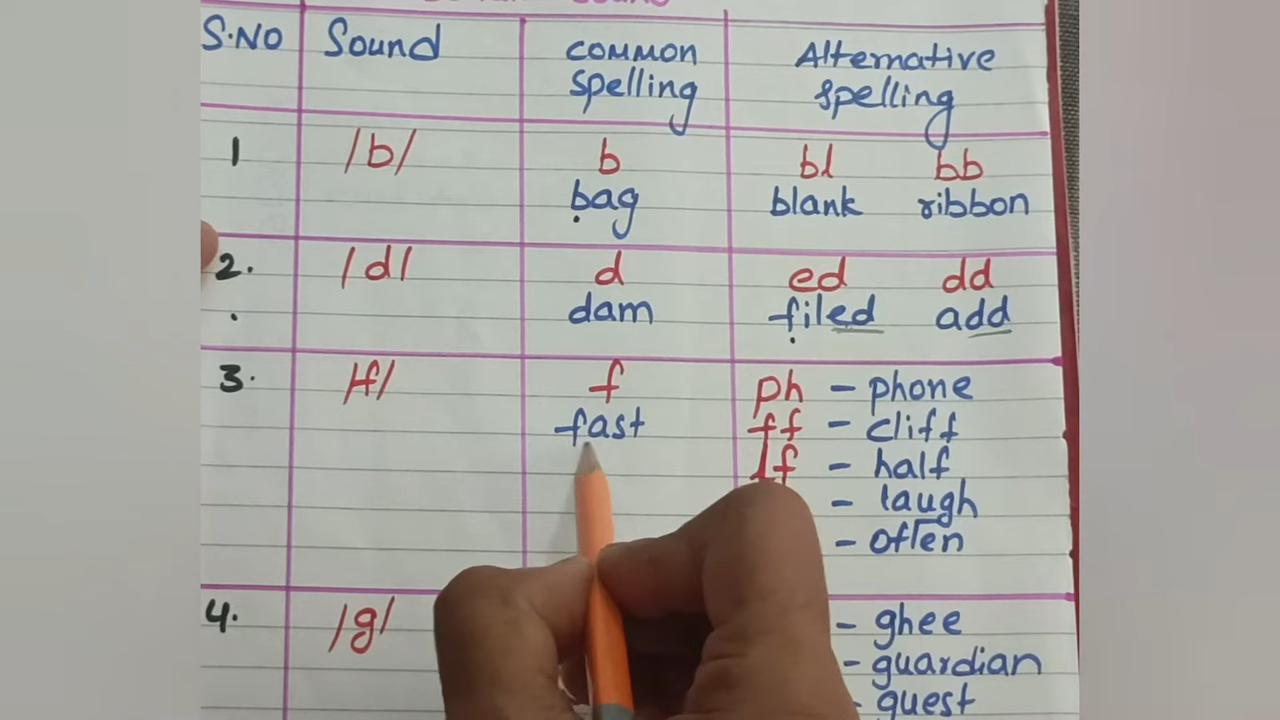 S.NO Sound COMMON Spelling Alternative Spelling
1 /b/ b bl bb
bag blank ribbon
2. /d/ d ed dd
dam filed add
3. /f/ f ph - phone
fast ff - cliff
lf - half
- laugh
- often
4. /g/ - ghee
- guardian
- guest